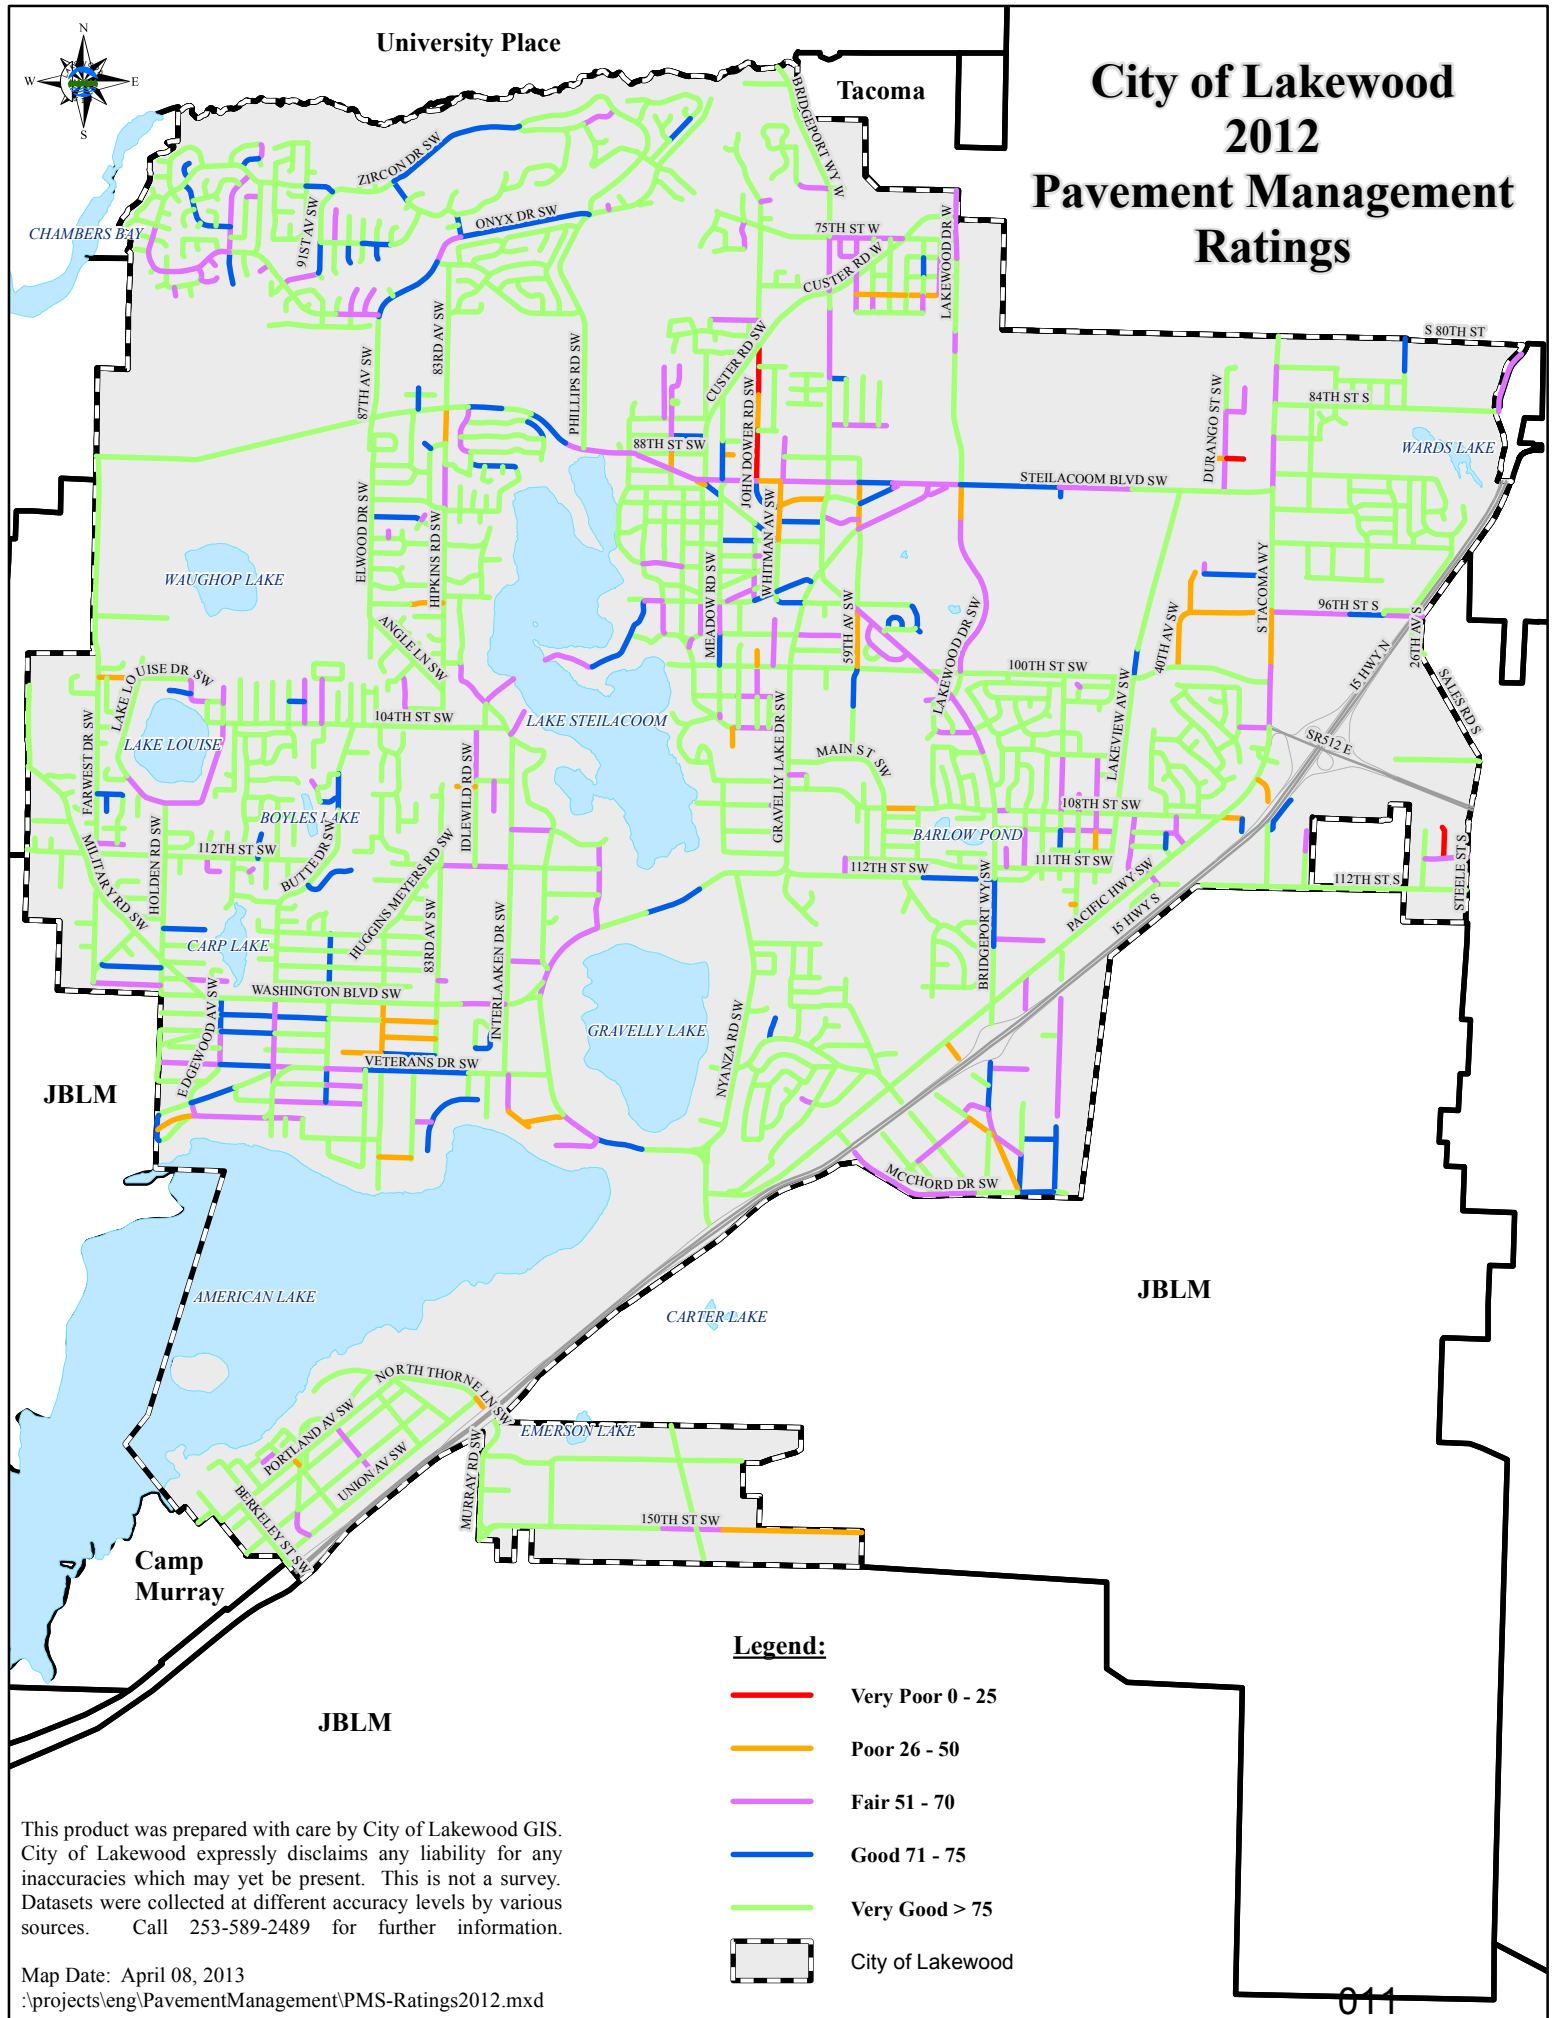 University Place
Tacoma
City of Lakewood
2012
Pavement Management
Ratings
N
W
E
S
CHAMBERS BAY
ZIRCON DR SW
91ST AV SW
ONYX DR SW
BRIDGEPORT WY W
75TH ST W
CUSTER RD W
LAKEWOOD DR W
83RD AV SW
87TH AV SW
PHILLIPS RD SW
CUSTER RD SW
JOHN DOWER RD SW
88TH ST SW
S 80TH ST
84TH ST S
DURANGO ST SW
WARDS LAKE
STEILACOOM BLVD SW
ELWOOD DR SW
HIPKINS RD SW
WAUGHOP LAKE
ANGLE LN SW
MEADOW RD SW
WHITMAN AV SW
59TH AV SW
LAKEWOOD DR SW
40TH AV SW
S TACOMA WY
96TH ST S
26TH AV S
I5 HWY N
SALES RD S
SR512 E
100TH ST SW
LAKEVIEW AV SW
LAKE LOUISE DR SW
FARWEST DR SW
LAKE LOUISE
104TH ST SW
LAKE STEILACOOM
IDLEWILD RD SW
GRAVELLY LAKE DR SW
MAIN ST SW
108TH ST SW
BARLOW POND
BOYLES LAKE
112TH ST SW
BUTTE DR SW
HOLDEN RD SW
MILITARY RD SW
HUGGINS MEYERS RD SW
111TH ST SW
112TH ST SW
112TH ST S
STEELE ST S
PACIFIC HWY SW
I5 HWY S
BRIDGEPORT WY SW
CARP LAKE
83RD AV SW
INTERLAAKEN DR SW
WASHINGTON BLVD SW
EDGEWOOD AV SW
VETERANS DR SW
GRAVELLY LAKE
NYANZA RD SW
JBLM
MCCHORD DR SW
AMERICAN LAKE
CARTER LAKE
JBLM
NORTH THORNE LN SW
PORTLAND AV SW
UNION AV SW
BERKELEY ST SW
EMERSON LAKE
MURRAY RD SW
150TH ST SW
Camp
Murray
JBLM
Legend:
Very Poor 0 - 25
Poor 26 - 50
Fair 51 - 70
Good 71 - 75
Very Good > 75
City of Lakewood
This product was prepared with care by City of Lakewood GIS.
City of Lakewood expressly disclaims any liability for any
inaccuracies which may yet be present. This is not a survey.
Datasets were collected at different accuracy levels by various
sources. Call 253-589-2489 for further information.
Map Date: April 08, 2013
:\projects\eng\PavementManagement\PMS-Ratings2012.mxd
011